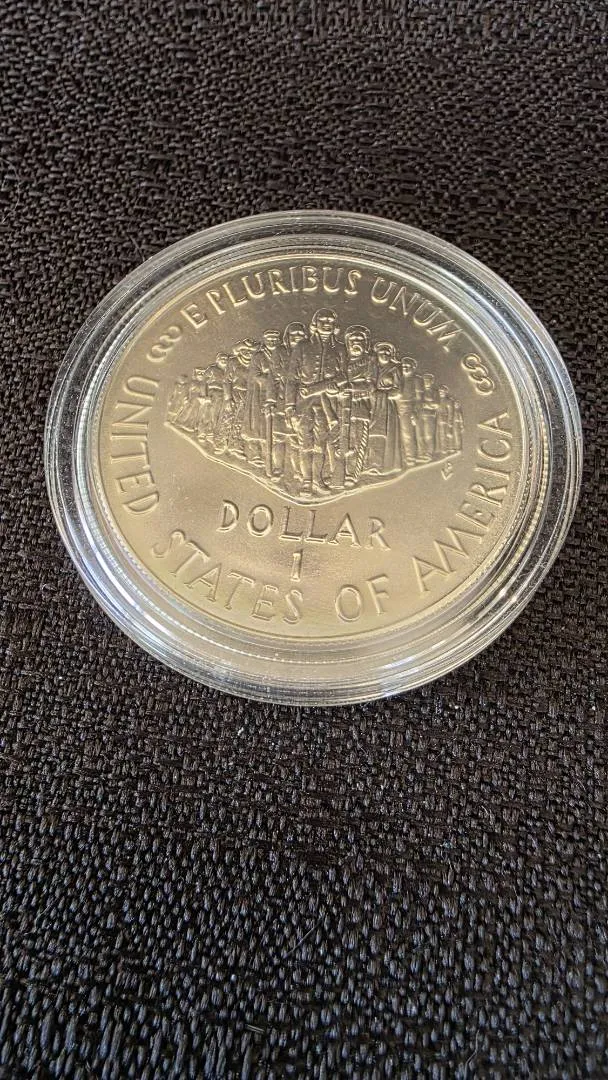 E PLURIBUS UNUM
DOLLAR
1
UNITED STATES OF AMERICA